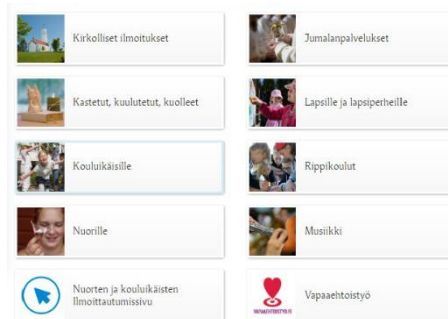 Kirkolliset ilmoitukset
Jumalanpalvelukset
Kastetut, kuulutetut, kuolleet
Lapsille ja lapsiperheille
Kouluikäisille
Rippikoulut
Nuorille
Musiikki
Nuorten ja kouluikäisten
Ilmoittautumissivu
Vapaaehtoistyö